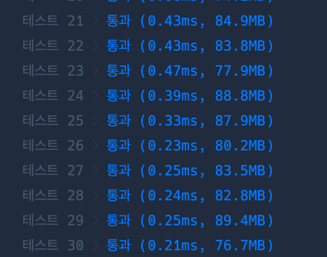 테스트 21 > 통과 (0.43ms, 84.9MB)
테스트 22 > 통과 (0.43ms, 83.8MB)
테스트 23 > 통과 (0.47ms, 77.9MB)
테스트 24 > 통과 (0.39ms, 88.8MB)
테스트 25 > 통과 (0.33ms, 87.9MB)
테스트 26 > 통과 (0.23ms, 80.2MB)
테스트 27 > 통과 (0.25ms, 83.5MB)
테스트 28 > 통과 (0.24ms, 82.8MB)
테스트 29 > 통과 (0.25ms, 89.4MB)
테스트 30 > 통과 (0.21ms, 76.7MB)